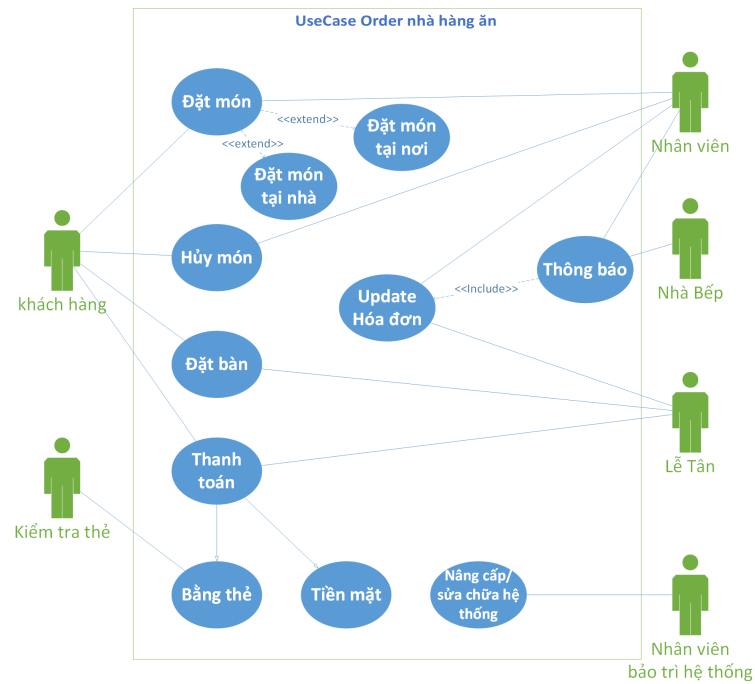 UseCase Order nhà hàng ăn
Đặt món
<<extend>>
Đặt món
tại nơi
<<extend>>
Đặt món
tại nhà
Nhân viên
khách hàng
Hủy món
Thông báo
<<Include>>
Update
Hóa đơn
Nhà Bếp
Đặt bàn
Thanh
toán
Lễ Tân
Kiểm tra thẻ
Bằng thẻ
Tiền mặt
Nâng cấp/
sửa chữa hệ
thống
Nhân viên
bảo trì hệ thống